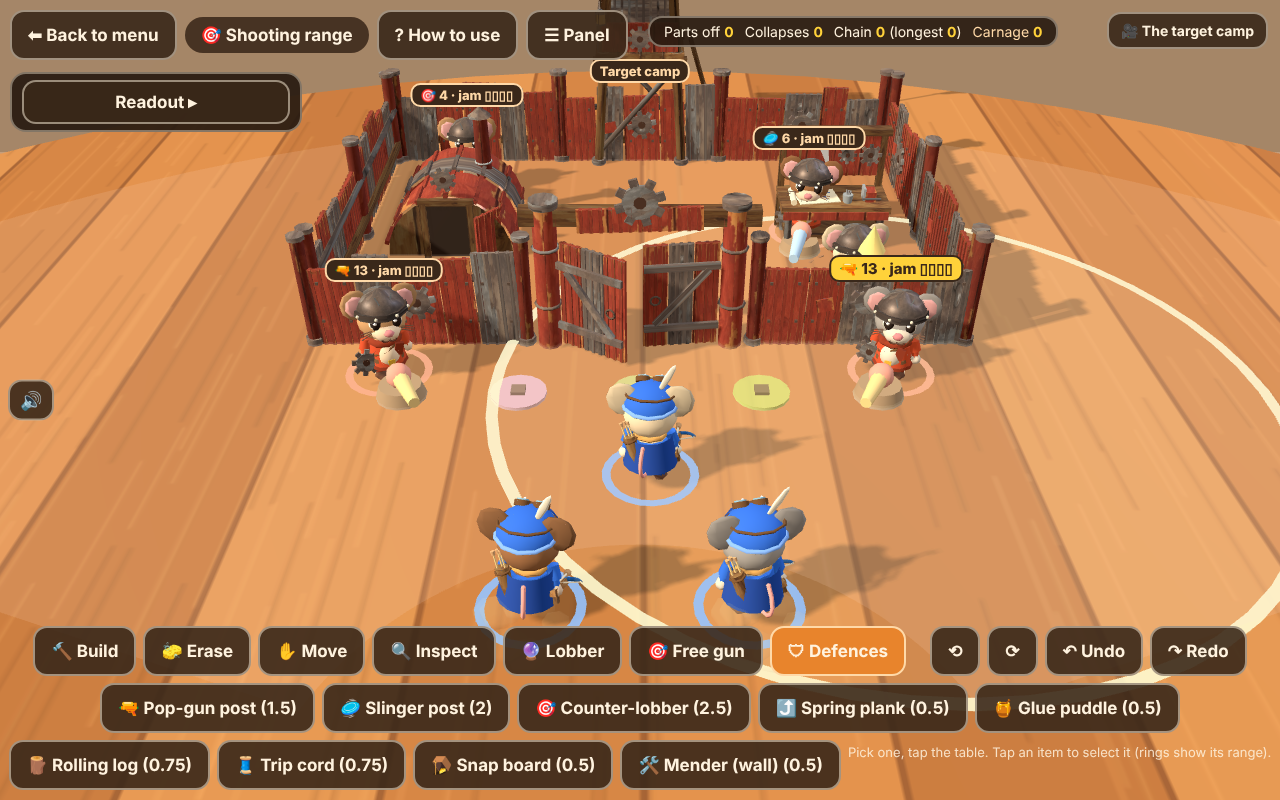 ⬅ Back to menu
🎯 Shooting range
? How to use
☰ Panel
Parts off 0 Collapses 0 Chain 0 (longest 0) Carnage 0
🎥 The target camp
Readout ▸
Target camp
🎯 4 · jam ▯▯▯▯
🥏 6 · jam ▯▯▯▯
🔫 13 · jam ▯▯▯▯
🔫 13 · jam ▯▯▯▯
🔨 Build
🧽 Erase
✋ Move
🔍 Inspect
🔮 Lobber
🎯 Free gun
🛡 Defences
⟲
⟳
↶ Undo
↷ Redo
🔫 Pop-gun post (1.5)
🥏 Slinger post (2)
🎯 Counter-lobber (2.5)
⤴️ Spring plank (0.5)
🍯 Glue puddle (0.5)
🪵 Rolling log (0.75)
🧵 Trip cord (0.75)
🪤 Snap board (0.5)
🛠️ Mender (wall) (0.5)
Pick one, tap the table. Tap an item to select it (rings show its range).